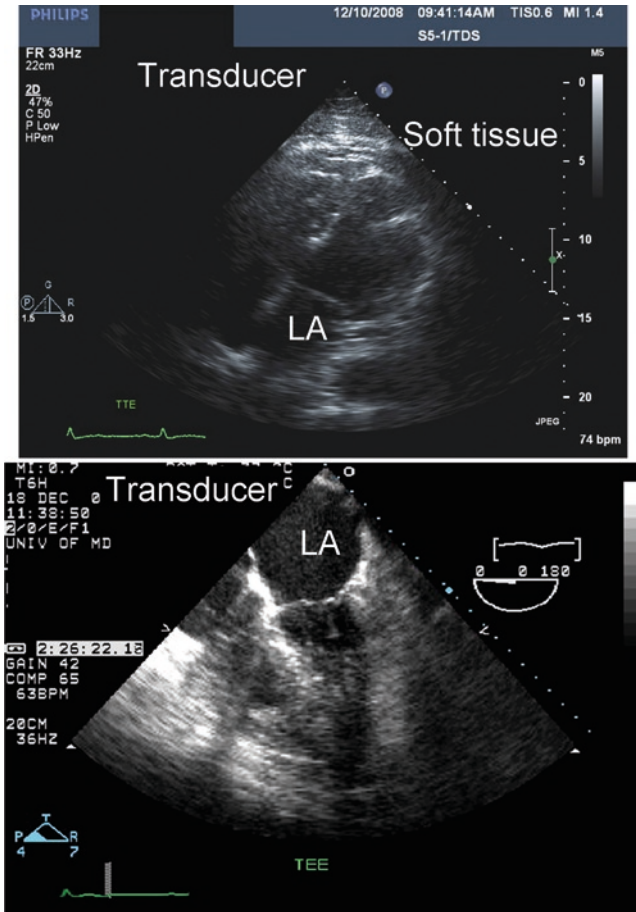 PHILIPS
12/10/2008 09:41:14AM TIS0.6 MI 1.4
S5-1/TDS
FR 33Hz
22cm
M5
2D
47%
C 50
P Low
HPen
Transducer
P
Soft tissue
0
5
10
X
15
20
G
P R
1.5 3.0
LA
TTE
JPEG
74 bpm
MI:0.7
T6H
Transducer
18 DEC 0
11:38:50
2/0/E/F1
UNIV OF MD
LA
0 0 180
2:26:22.18
GAIN 42
COMP 65
63BPM
20CM
36HZ
T
P R
4 7
TEE